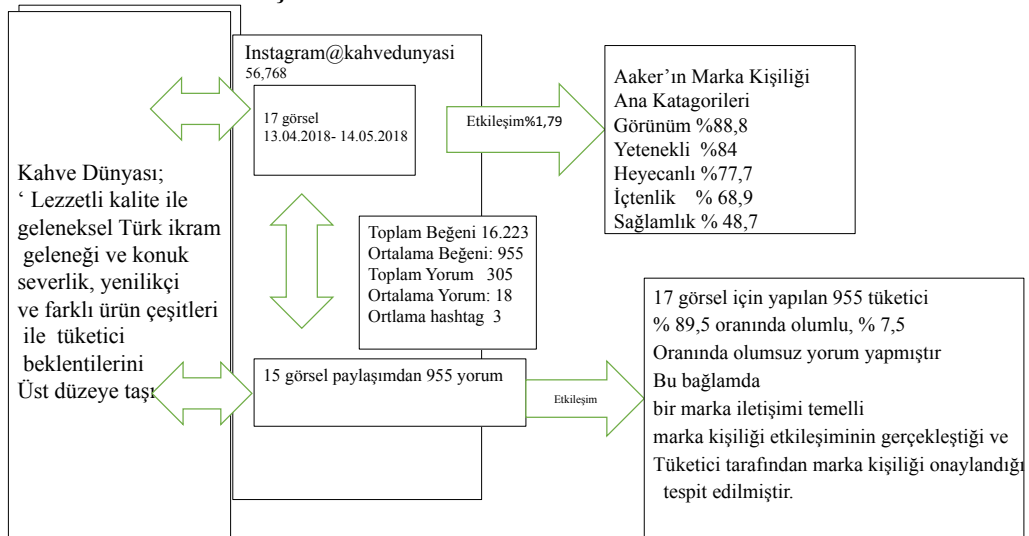 Kahve Dünyası;
‘ Lezzetli kalite ile
geleneksel Türk ikram
geleneği ve konuk
severlik, yenilikçi
ve farklı ürün çeşitleri
ile tüketici
beklentilerini
Üst düzeye taşı
Instagram@kahvedunyasi
56,768
17 görsel
13.04.2018- 14.05.2018
Etkileşim%1,79
Aaker’ın Marka Kişiliği
Ana Katagorileri
Görünüm %88,8
Yetenekli %84
Heyecanlı %77,7
İçtenlik % 68,9
Sağlamlık % 48,7
Toplam Beğeni 16.223
Ortalama Beğeni: 955
Toplam Yorum 305
Ortalama Yorum: 18
Ortlama hashtag 3
15 görsel paylaşımdan 955 yorum
Etkileşim
17 görsel için yapılan 955 tüketici
% 89,5 oranında olumlu, % 7,5
Oranında olumsuz yorum yapmıştır
Bu bağlamda
bir marka iletişimi temelli
marka kişiliği etkileşiminin gerçekleştiği ve
Tüketici tarafından marka kişiliği onaylandığı
tespit edilmiştir.